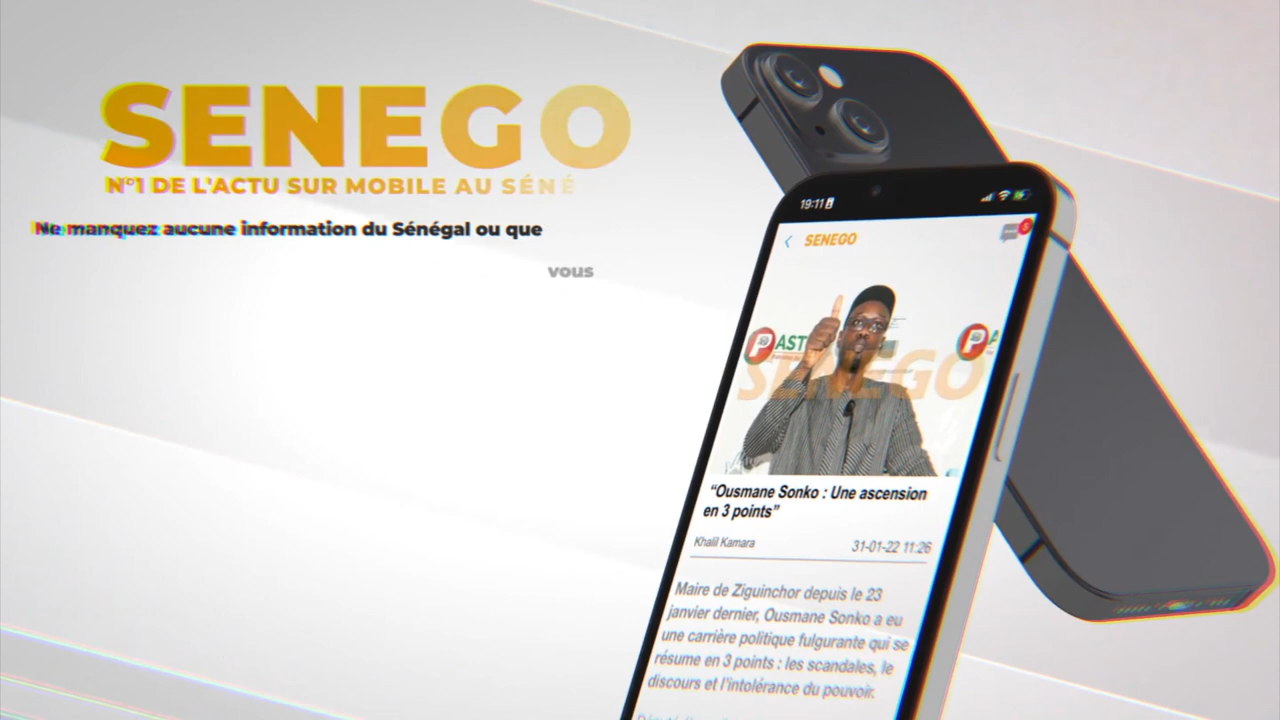 SENEGO
N°1 DE L'ACTU SUR MOBILE AU SÉNÉ
Ne manquez aucune information du Sénégal ou que
vous
19:11
SENEGO
5
PAST
SENEGO
“Ousmane Sonko : Une ascension
en 3 points”
Khalil Kamara 31-01-22 11:26
Maire de Ziguinchor depuis le 23
janvier dernier, Ousmane Sonko a eu
une carrière politique fulgurante qui se
résume en 3 points : les scandales, le
discours et l'intolérance du pouvoir.